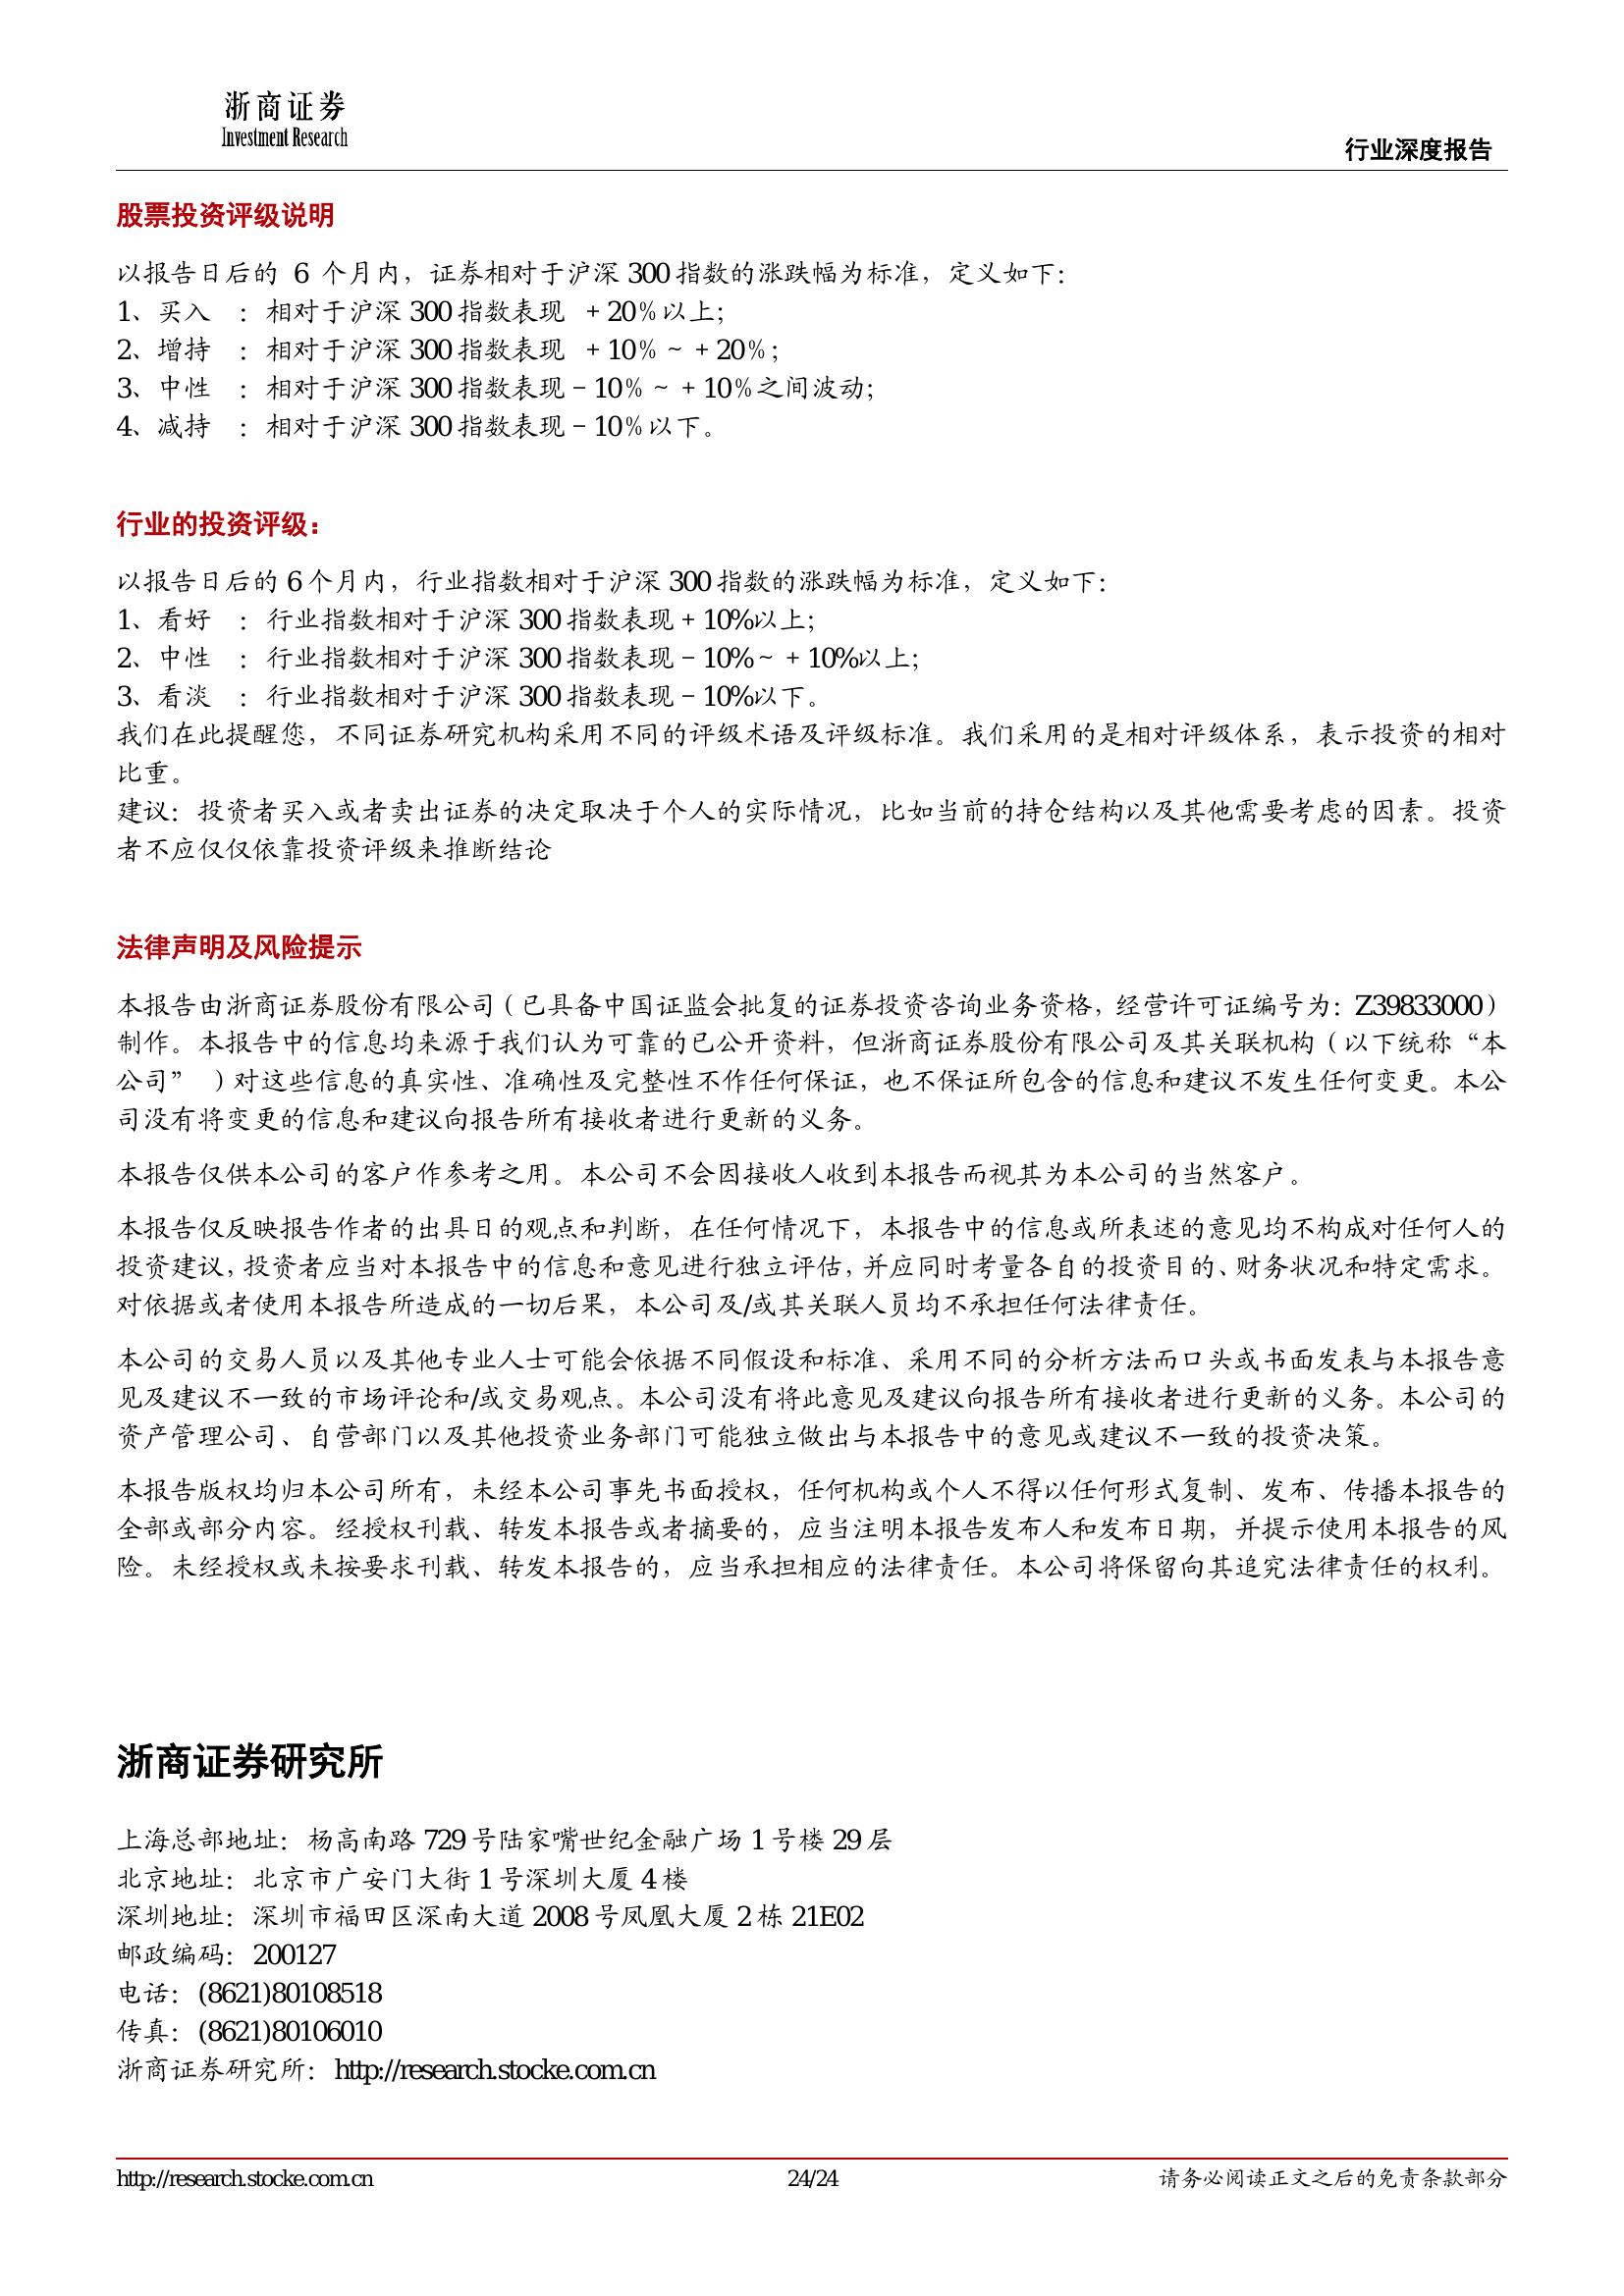 浙商证券
Investment Research
行业深度报告
股票投资评级说明
以报告日后的 6 个月内，证券相对于沪深 300 指数的涨跌幅为标准，定义如下：
1、买入 ：相对于沪深 300 指数表现 ＋20％以上；
2、增持 ：相对于沪深 300 指数表现 ＋10％～＋20％；
3、中性 ：相对于沪深 300 指数表现－10％～＋10％之间波动；
4、减持 ：相对于沪深 300 指数表现－10％以下。
行业的投资评级：
以报告日后的 6 个月内，行业指数相对于沪深 300 指数的涨跌幅为标准，定义如下：
1、看好 ：行业指数相对于沪深 300 指数表现＋10%以上；
2、中性 ：行业指数相对于沪深 300 指数表现－10%～＋10%以上；
3、看淡 ：行业指数相对于沪深 300 指数表现－10%以下。
我们在此提醒您，不同证券研究机构采用不同的评级术语及评级标准。我们采用的是相对评级体系，表示投资的相对
比重。
建议：投资者买入或者卖出证券的决定取决于个人的实际情况，比如当前的持仓结构以及其他需要考虑的因素。投资
者不应仅仅依靠投资评级来推断结论
法律声明及风险提示
本报告由浙商证券股份有限公司（已具备中国证监会批复的证券投资咨询业务资格，经营许可证编号为：Z39833000）
制作。本报告中的信息均来源于我们认为可靠的已公开资料，但浙商证券股份有限公司及其关联机构（以下统称“本
公司” ）对这些信息的真实性、准确性及完整性不作任何保证，也不保证所包含的信息和建议不发生任何变更。本公
司没有将变更的信息和建议向报告所有接收者进行更新的义务。
本报告仅供本公司的客户作参考之用。本公司不会因接收人收到本报告而视其为本公司的当然客户。
本报告仅反映报告作者的出具日的观点和判断，在任何情况下，本报告中的信息或所表述的意见均不构成对任何人的
投资建议，投资者应当对本报告中的信息和意见进行独立评估，并应同时考量各自的投资目的、财务状况和特定需求。
对依据或者使用本报告所造成的一切后果，本公司及/或其关联人员均不承担任何法律责任。
本公司的交易人员以及其他专业人士可能会依据不同假设和标准、采用不同的分析方法而口头或书面发表与本报告意
见及建议不一致的市场评论和/或交易观点。本公司没有将此意见及建议向报告所有接收者进行更新的义务。本公司的
资产管理公司、自营部门以及其他投资业务部门可能独立做出与本报告中的意见或建议不一致的投资决策。
本报告版权均归本公司所有，未经本公司事先书面授权，任何机构或个人不得以任何形式复制、发布、传播本报告的
全部或部分内容。经授权刊载、转发本报告或者摘要的，应当注明本报告发布人和发布日期，并提示使用本报告的风
险。未经授权或未按要求刊载、转发本报告的，应当承担相应的法律责任。本公司将保留向其追究法律责任的权利。
浙商证券研究所
上海总部地址：杨高南路 729 号陆家嘴世纪金融广场 1 号楼 29 层
北京地址：北京市广安门大街 1 号深圳大厦 4 楼
深圳地址：深圳市福田区深南大道 2008 号凤凰大厦 2 栋 21E02
邮政编码：200127
电话：(8621)80108518
传真：(8621)80106010
浙商证券研究所：http://research.stocke.com.cn
http://research.stocke.com.cn
24/24
请务必阅读正文之后的免责条款部分